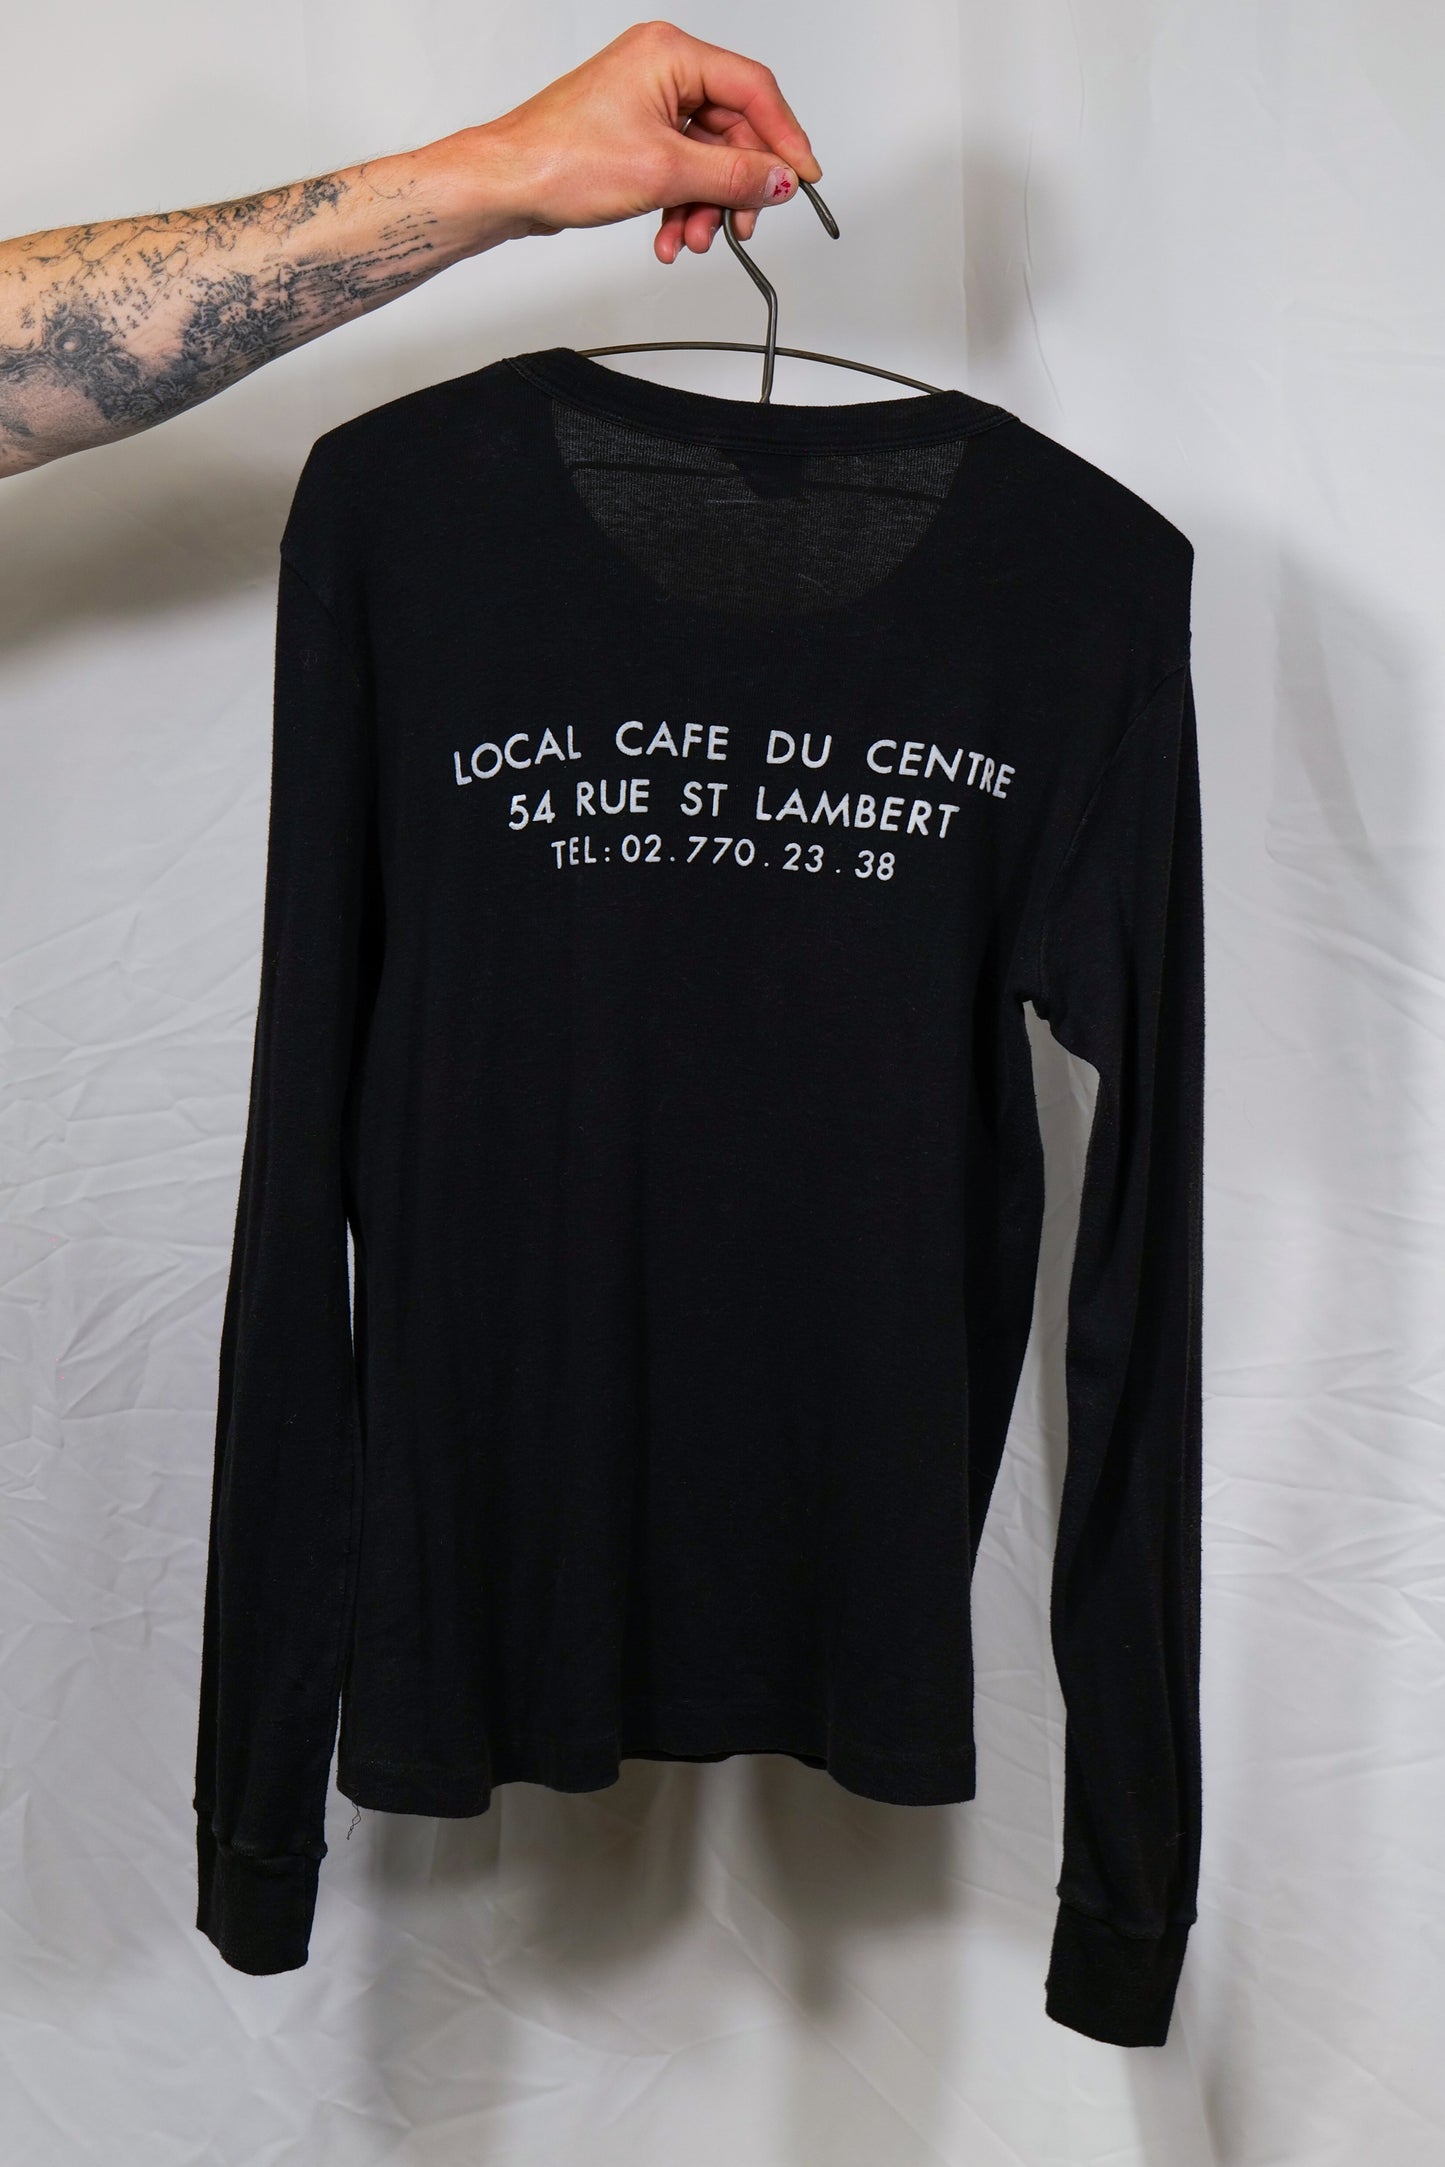 LOCAL CAFE DU CENTRE
54 RUE ST LAMBERT
TEL: 02.770.23.38